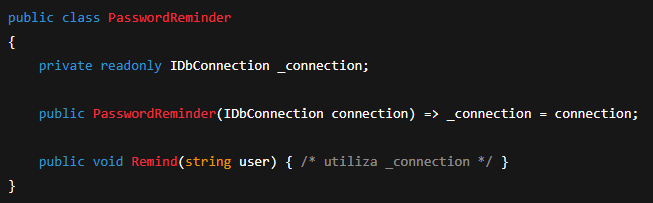 public class PasswordReminder
{
    private readonly IDbConnection _connection;
    public PasswordReminder(IDbConnection connection) => _connection = connection;
    public void Remind(string user) { /* utiliza _connection */ }
}